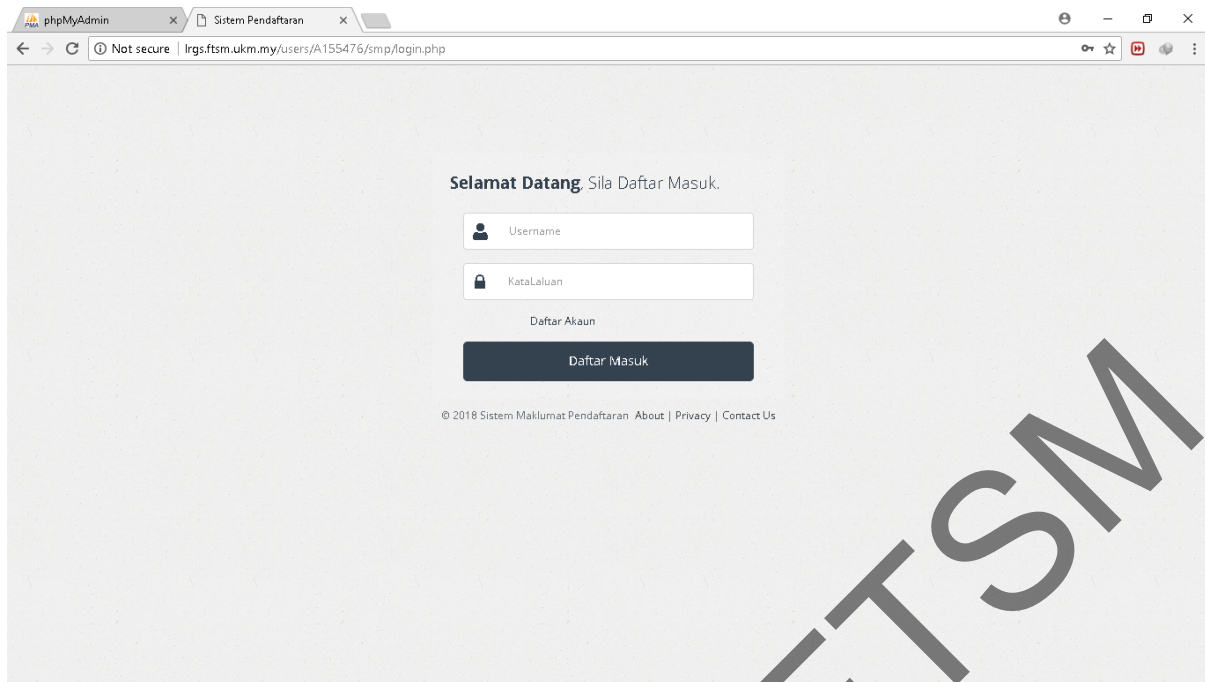 phpMyAdmin
Sistem Pendaftaran
Not secure | lrgs.ftsm.ukm.my/users/A155476/smp/login.php
Selamat Datang, Sila Daftar Masuk.
Username
KataLaluan
Daftar Akaun
Daftar Masuk
© 2018 Sistem Maklumat Pendaftaran About | Privacy | Contact Us
FTSM